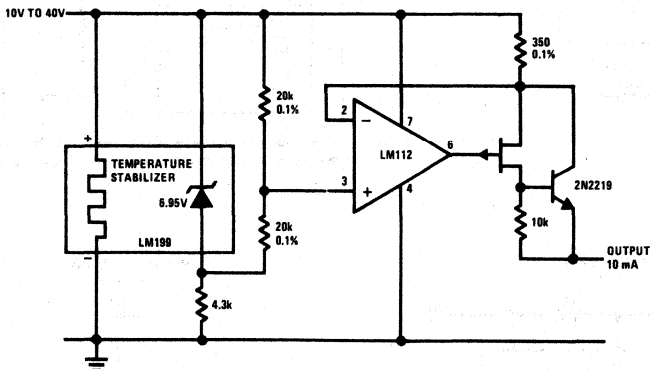 10V TO 40V
350
0.1%
20k
0.1%
2
7
-
LM112
6
+
TEMPERATURE
STABILIZER
6.95V
3
+
4
2N2219
20k
0.1%
10k
LM199
-
OUTPUT
10 mA
4.3k